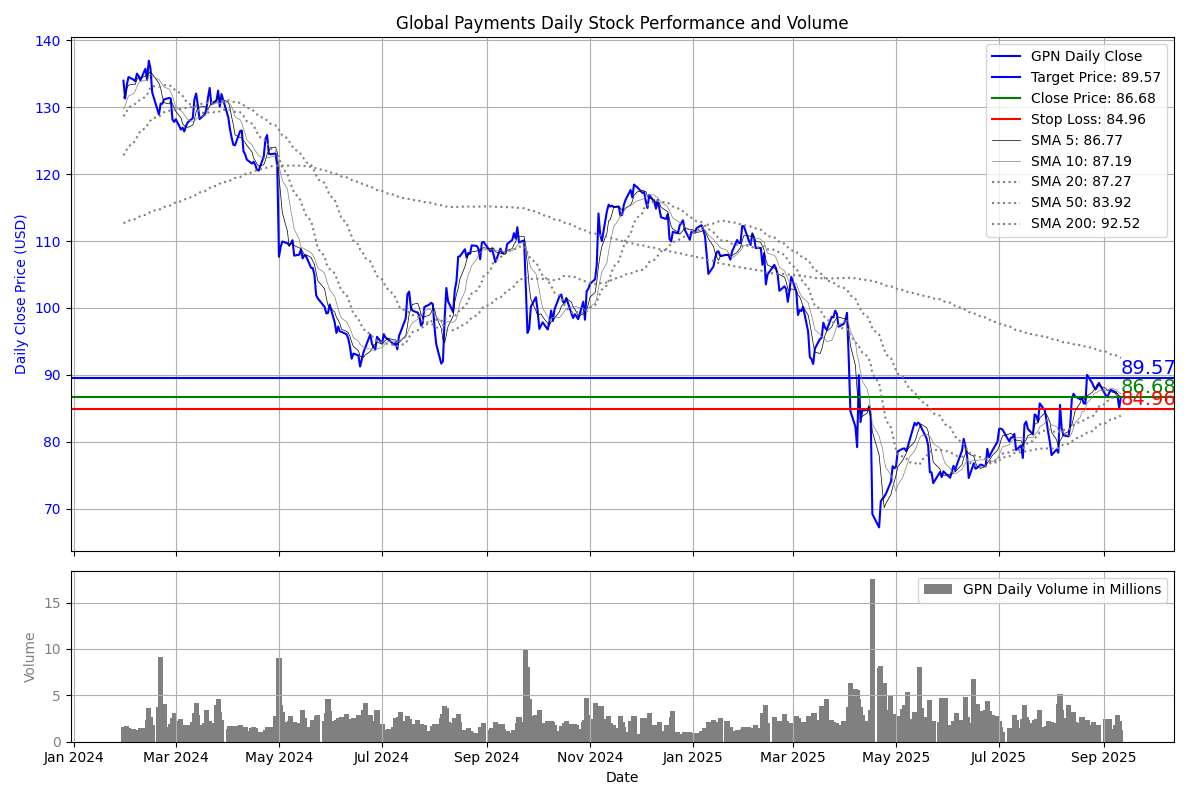 Global Payments Daily Stock Performance and Volume
140
130
120
110
100
90
80
70
Daily Close Price (USD)
GPN Daily Close
Target Price: 89.57
Close Price: 86.68
Stop Loss: 84.96
SMA 5: 86.77
SMA 10: 87.19
SMA 20: 87.27
SMA 50: 83.92
SMA 200: 92.52
89.57
86.68
84.96
15
10
5
0
Volume
GPN Daily Volume in Millions
Jan 2024 Mar 2024 May 2024 Jul 2024 Sep 2024 Nov 2024 Jan 2025 Mar 2025 May 2025 Jul 2025 Sep 2025
Date